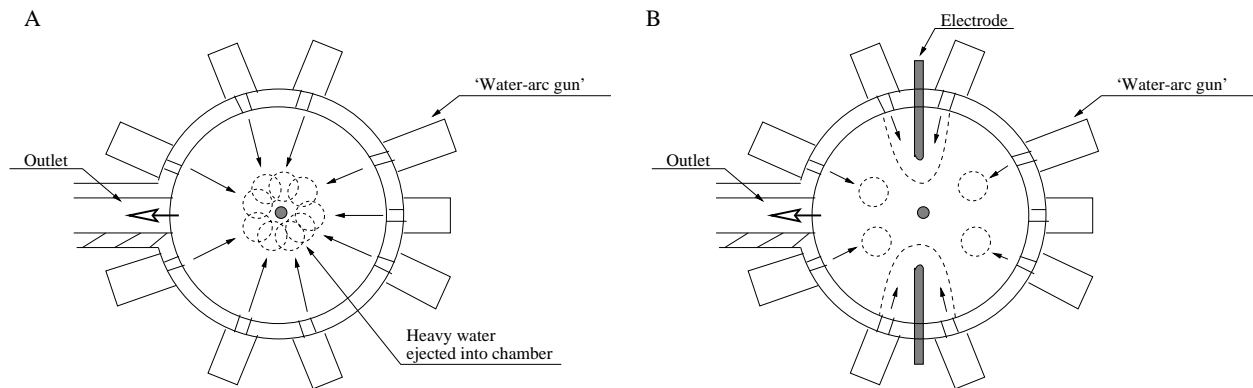 A
'Water-arc gun'
Outlet
Heavy water
ejected into chamber
B
Electrode
'Water-arc gun'
Outlet